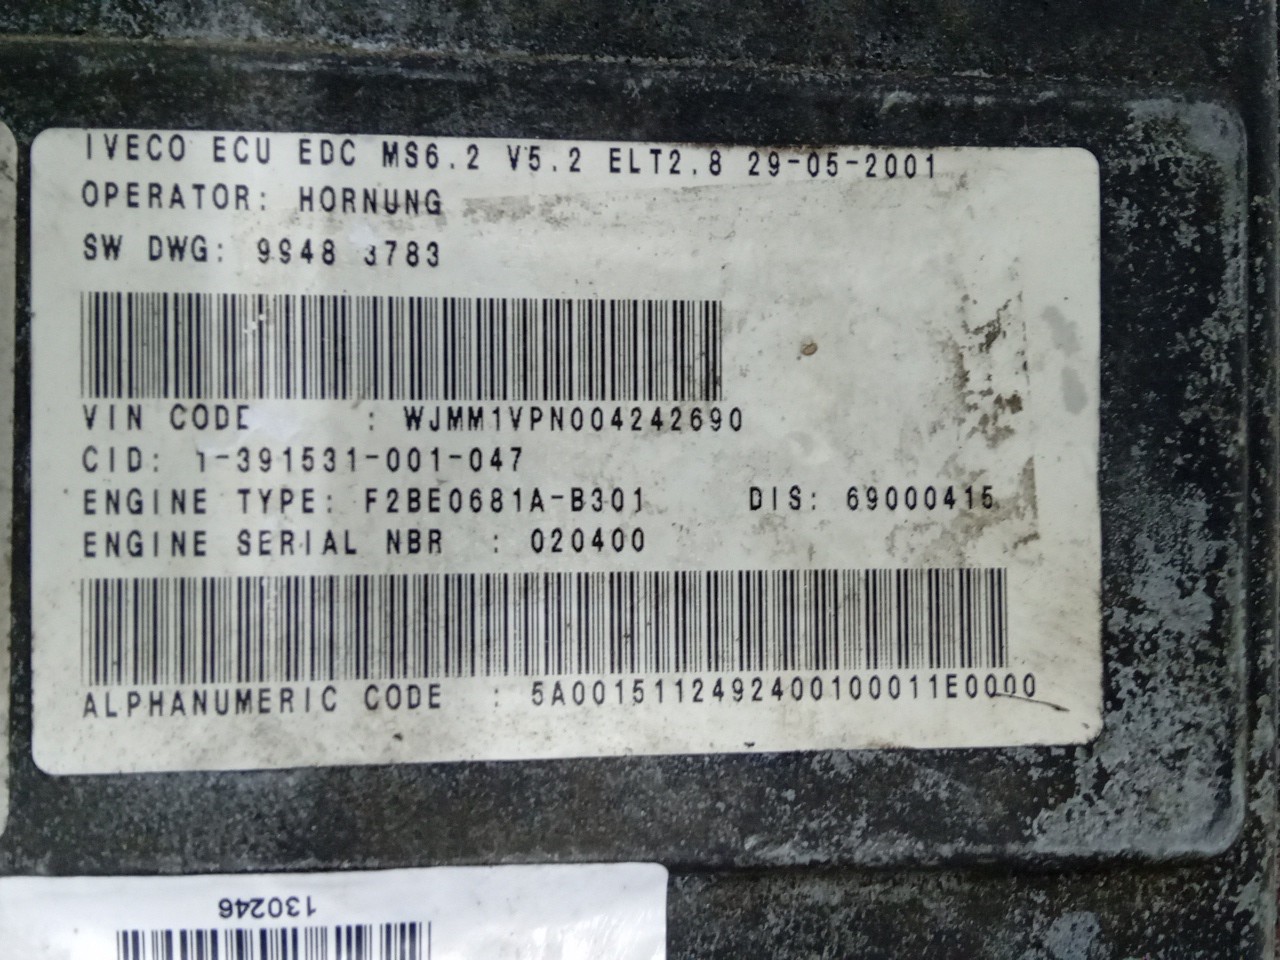 IVECO ECU EDC MS6.2 V5.2 ELT2.8 29-05-2001
OPERATOR: HORNUNG
SW DWG: 9948 3783
VIN CODE : WJMM1VPN004242690
CID: 1-391531-001-047
ENGINE TYPE: F2BE0681A-B301 DIS: 69000415
ENGINE SERIAL NBR : 020400
ALPHANUMERIC CODE : 5A001511249240010001​1E0000
130246